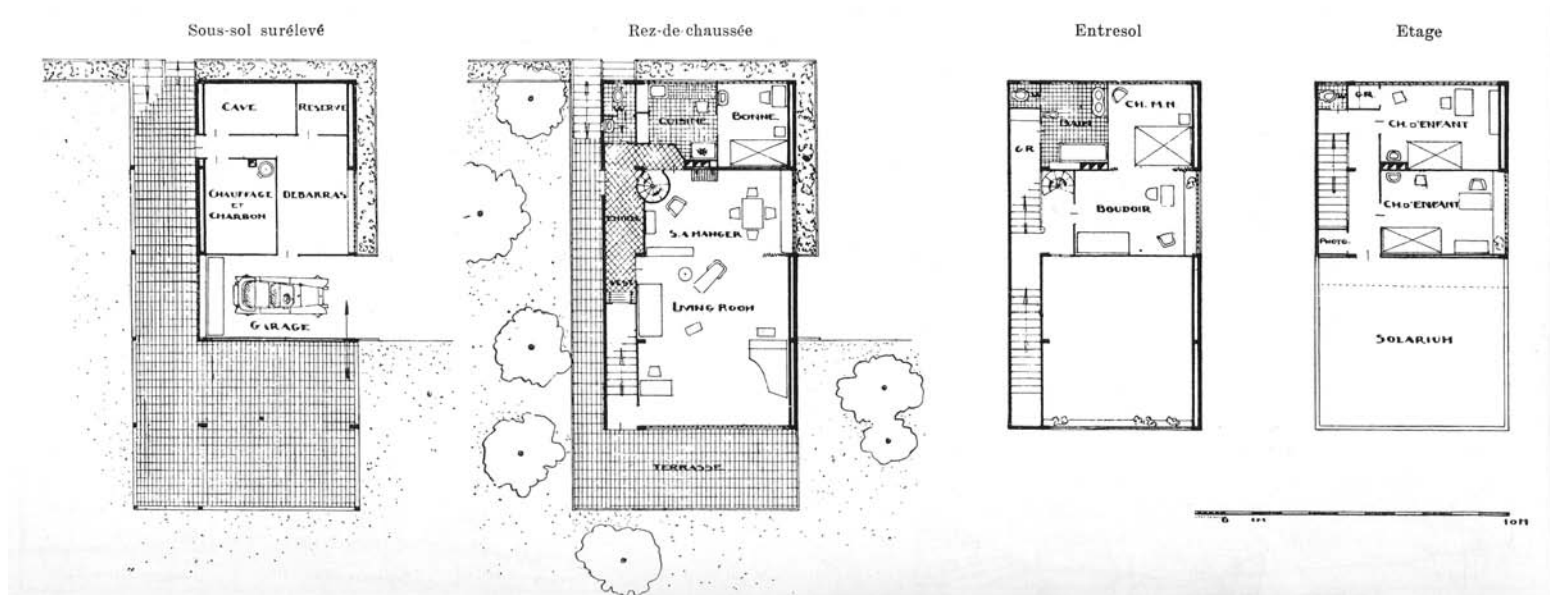 Sous-sol surélevé
Rez-de-chaussée
Entresol
Etage
CAVE
RESERVE
CHAUFFAGE
ET
CHARBON
DEBARRAS
GARAGE
CUISINE
BONNE
S. A MANGER
VEST.
LIVING ROOM
TERRASSE
BAIN
CH. M.M.
GR.
BOUDOIR
GR.
CH. D'ENFANT
CH. D'ENFANT
PHOTO.
SOLARIUM
0
10M